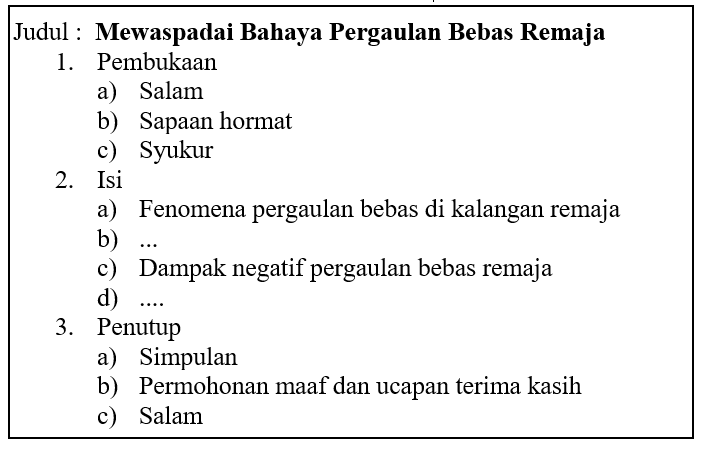 Judul : Mewaspadai Bahaya Pergaulan Bebas Remaja
1. Pembukaan
a) Salam
b) Sapaan hormat
c) Syukur
2. Isi
a) Fenomena pergaulan bebas di kalangan remaja
b) ...
c) Dampak negatif pergaulan bebas remaja
d) ....
3. Penutup
a) Simpulan
b) Permohonan maaf dan ucapan terima kasih
c) Salam